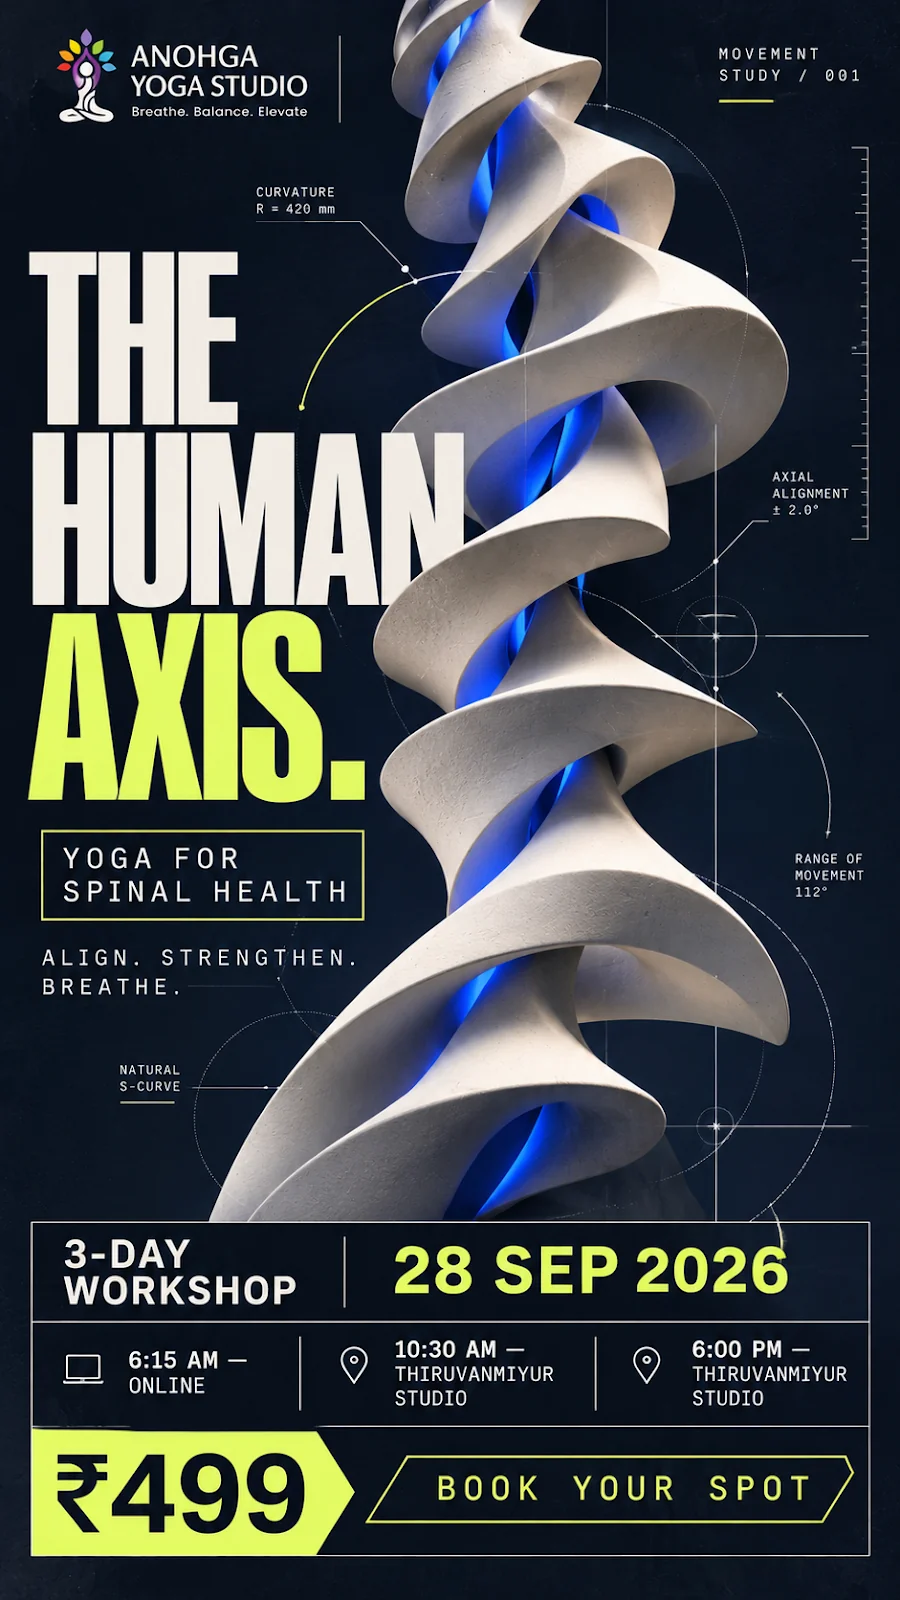 ANOHGA
YOGA STUDIO
Breathe. Balance. Elevate
MOVEMENT
STUDY / 001
CURVATURE
R = 420 mm
THE
HUMAN
AXIS.
AXIAL
ALIGNMENT
± 2.0°
YOGA FOR
SPINAL HEALTH
RANGE OF
MOVEMENT
112°
ALIGN. STRENGTHEN.
BREATHE.
NATURAL
S-CURVE
3-DAY
WORKSHOP
28 SEP 2026
6:15 AM —
ONLINE
10:30 AM —
THIRUVANMIYUR
STUDIO
6:00 PM —
THIRUVANMIYUR
STUDIO
₹499
BOOK YOUR SPOT